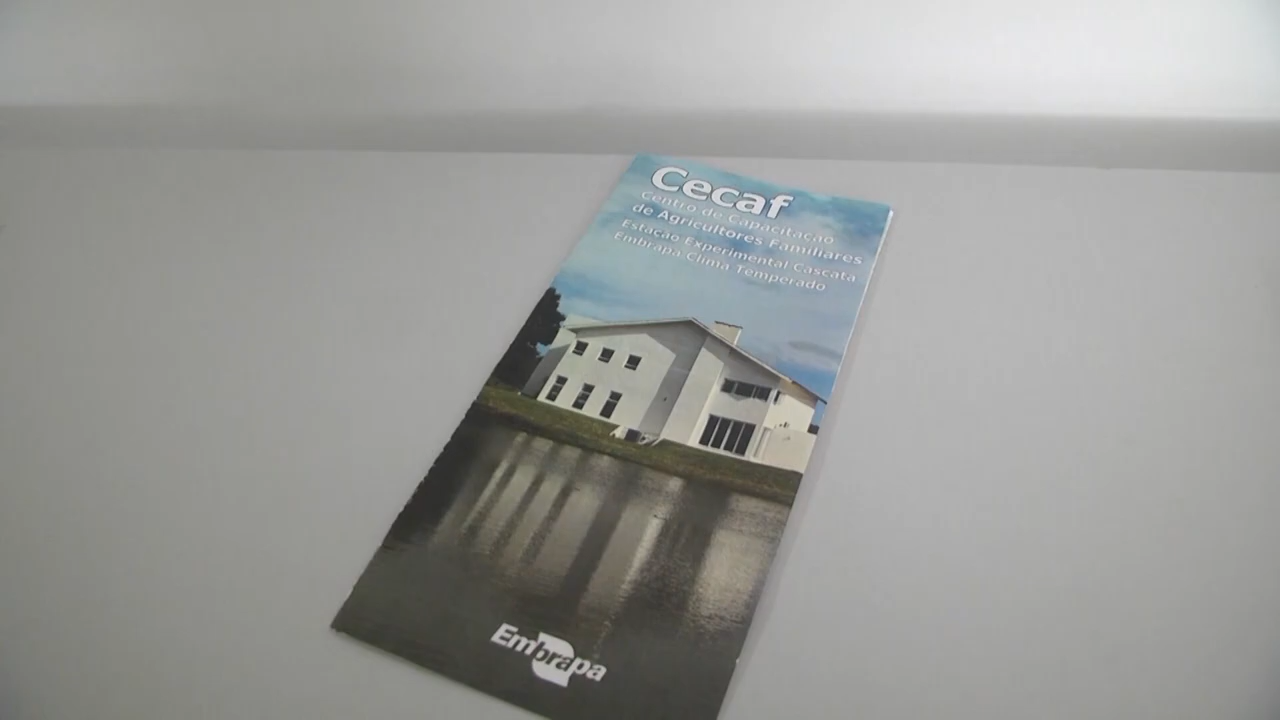 Cecaf
Centro de Capacitação
de Agricultores Familiares
Estação Experimental Cascata
Embrapa Clima Temperado
Embrapa